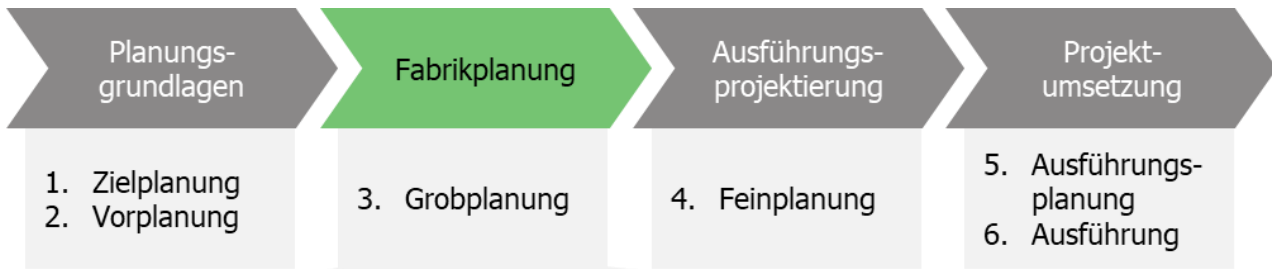 Planungs-
grundlagen
Fabrikplanung
Ausführungs-
projektierung
Projekt-
umsetzung
1. Zielplanung
2. Vorplanung
3. Grobplanung
4. Feinplanung
5. Ausführungs-
planung
6. Ausführung